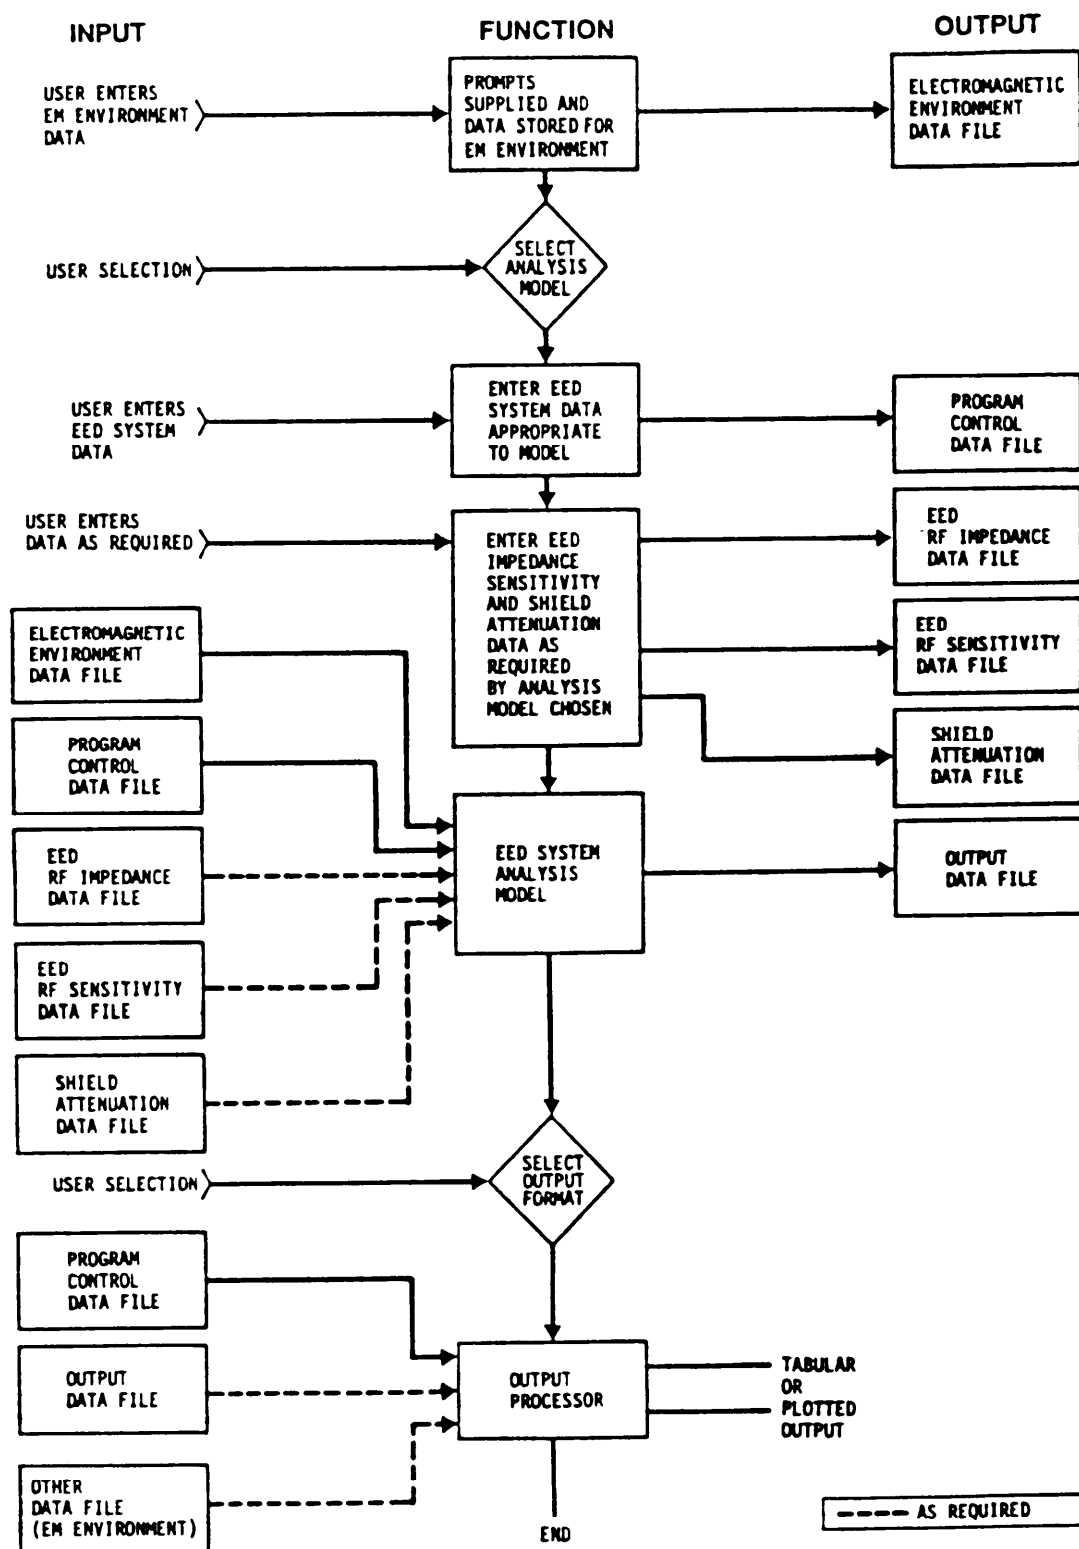 INPUT
FUNCTION
OUTPUT
USER ENTERS
EM ENVIRONMENT
DATA
PROMPTS
SUPPLIED AND
DATA STORED FOR
EM ENVIRONMENT
ELECTROMAGNETIC
ENVIRONMENT
DATA FILE
USER SELECTION
SELECT
ANALYSIS
MODEL
USER ENTERS
EED SYSTEM
DATA
ENTER EED
SYSTEM DATA
APPROPRIATE
TO MODEL
PROGRAM
CONTROL
DATA FILE
USER ENTERS
DATA AS REQUIRED
ENTER EED
IMPEDANCE
SENSITIVITY
AND SHIELD
ATTENUATION
DATA AS
REQUIRED
BY ANALYSIS
MODEL CHOSEN
EED
RF IMPEDANCE
DATA FILE
EED
RF SENSITIVITY
DATA FILE
SHIELD
ATTENUATION
DATA FILE
ELECTROMAGNETIC
ENVIRONMENT
DATA FILE
PROGRAM
CONTROL
DATA FILE
EED
RF IMPEDANCE
DATA FILE
EED
RF SENSITIVITY
DATA FILE
SHIELD
ATTENUATION
DATA FILE
EED SYSTEM
ANALYSIS
MODEL
OUTPUT
DATA FILE
USER SELECTION
SELECT
OUTPUT
FORMAT
PROGRAM
CONTROL
DATA FILE
OUTPUT
DATA FILE
OTHER
DATA FILE
(EM ENVIRONMENT)
OUTPUT
PROCESSOR
TABULAR
OR
PLOTTED
OUTPUT
END
AS REQUIRED